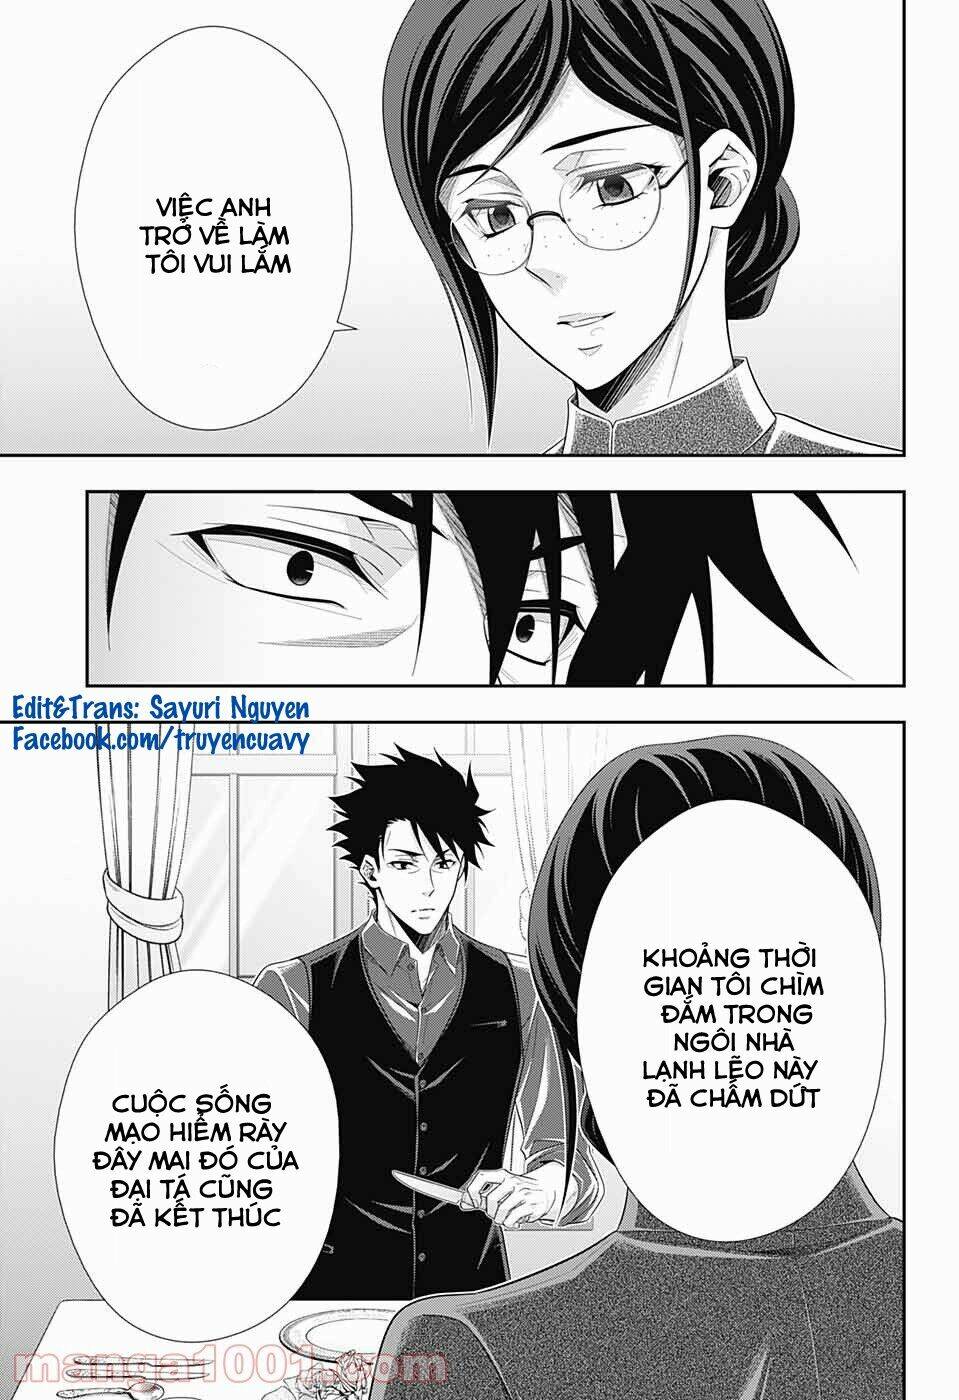 VIỆC ANH
TRỞ VỀ LÀM
TÔI VUI LẮM
Edit&Trans: Sayuri Nguyen
Facebook.com/truyencuavy
KHOẢNG THỜI
GIAN TÔI CHÌM
ĐẮM TRONG
NGÔI NHÀ
LẠNH LẼO NÀY
ĐÃ CHẤM DỨT
CUỘC SỐNG
MẠO HIỂM RÀY
ĐÂY MAI ĐÓ CỦA
ĐẠI TÁ CŨNG
ĐÃ KẾT THÚC
manga1001.com